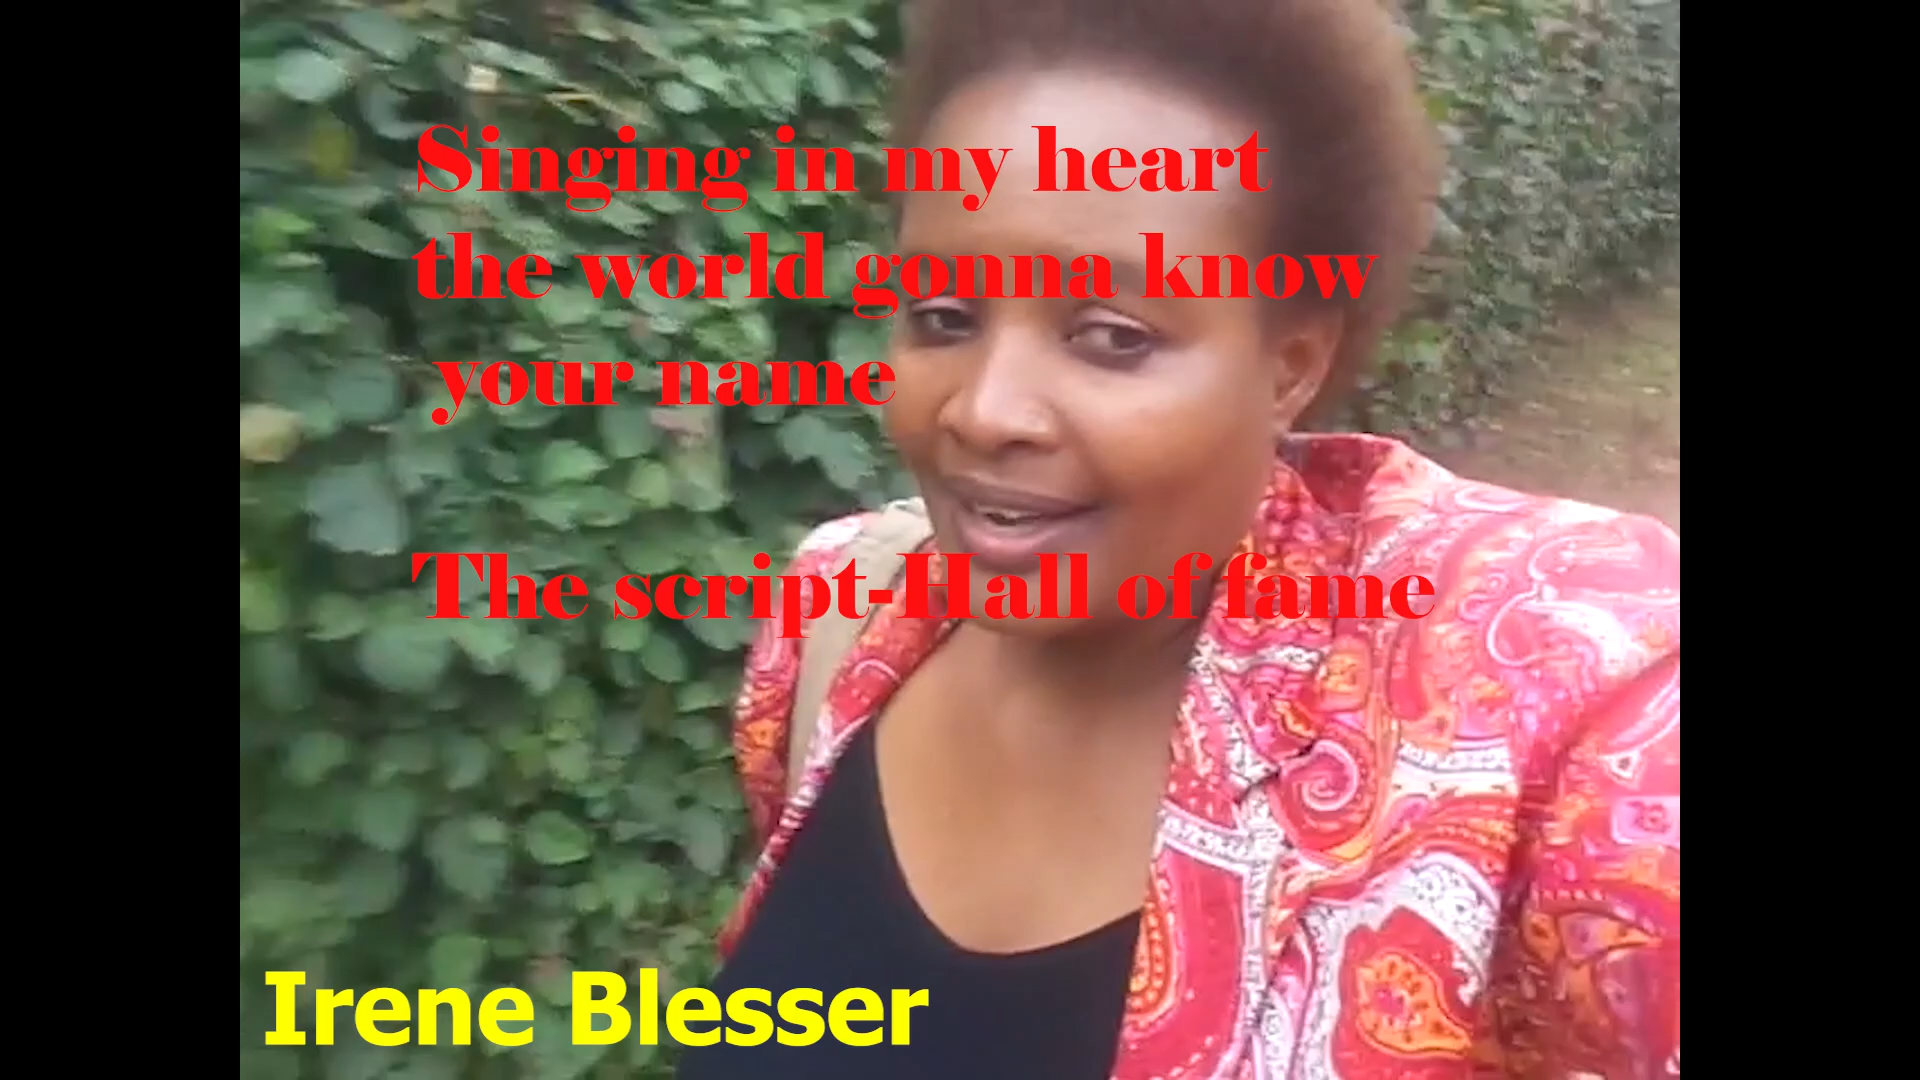 Singing in my heart
the world gonna know
your name
The script-Hall of fame
Irene Blesser